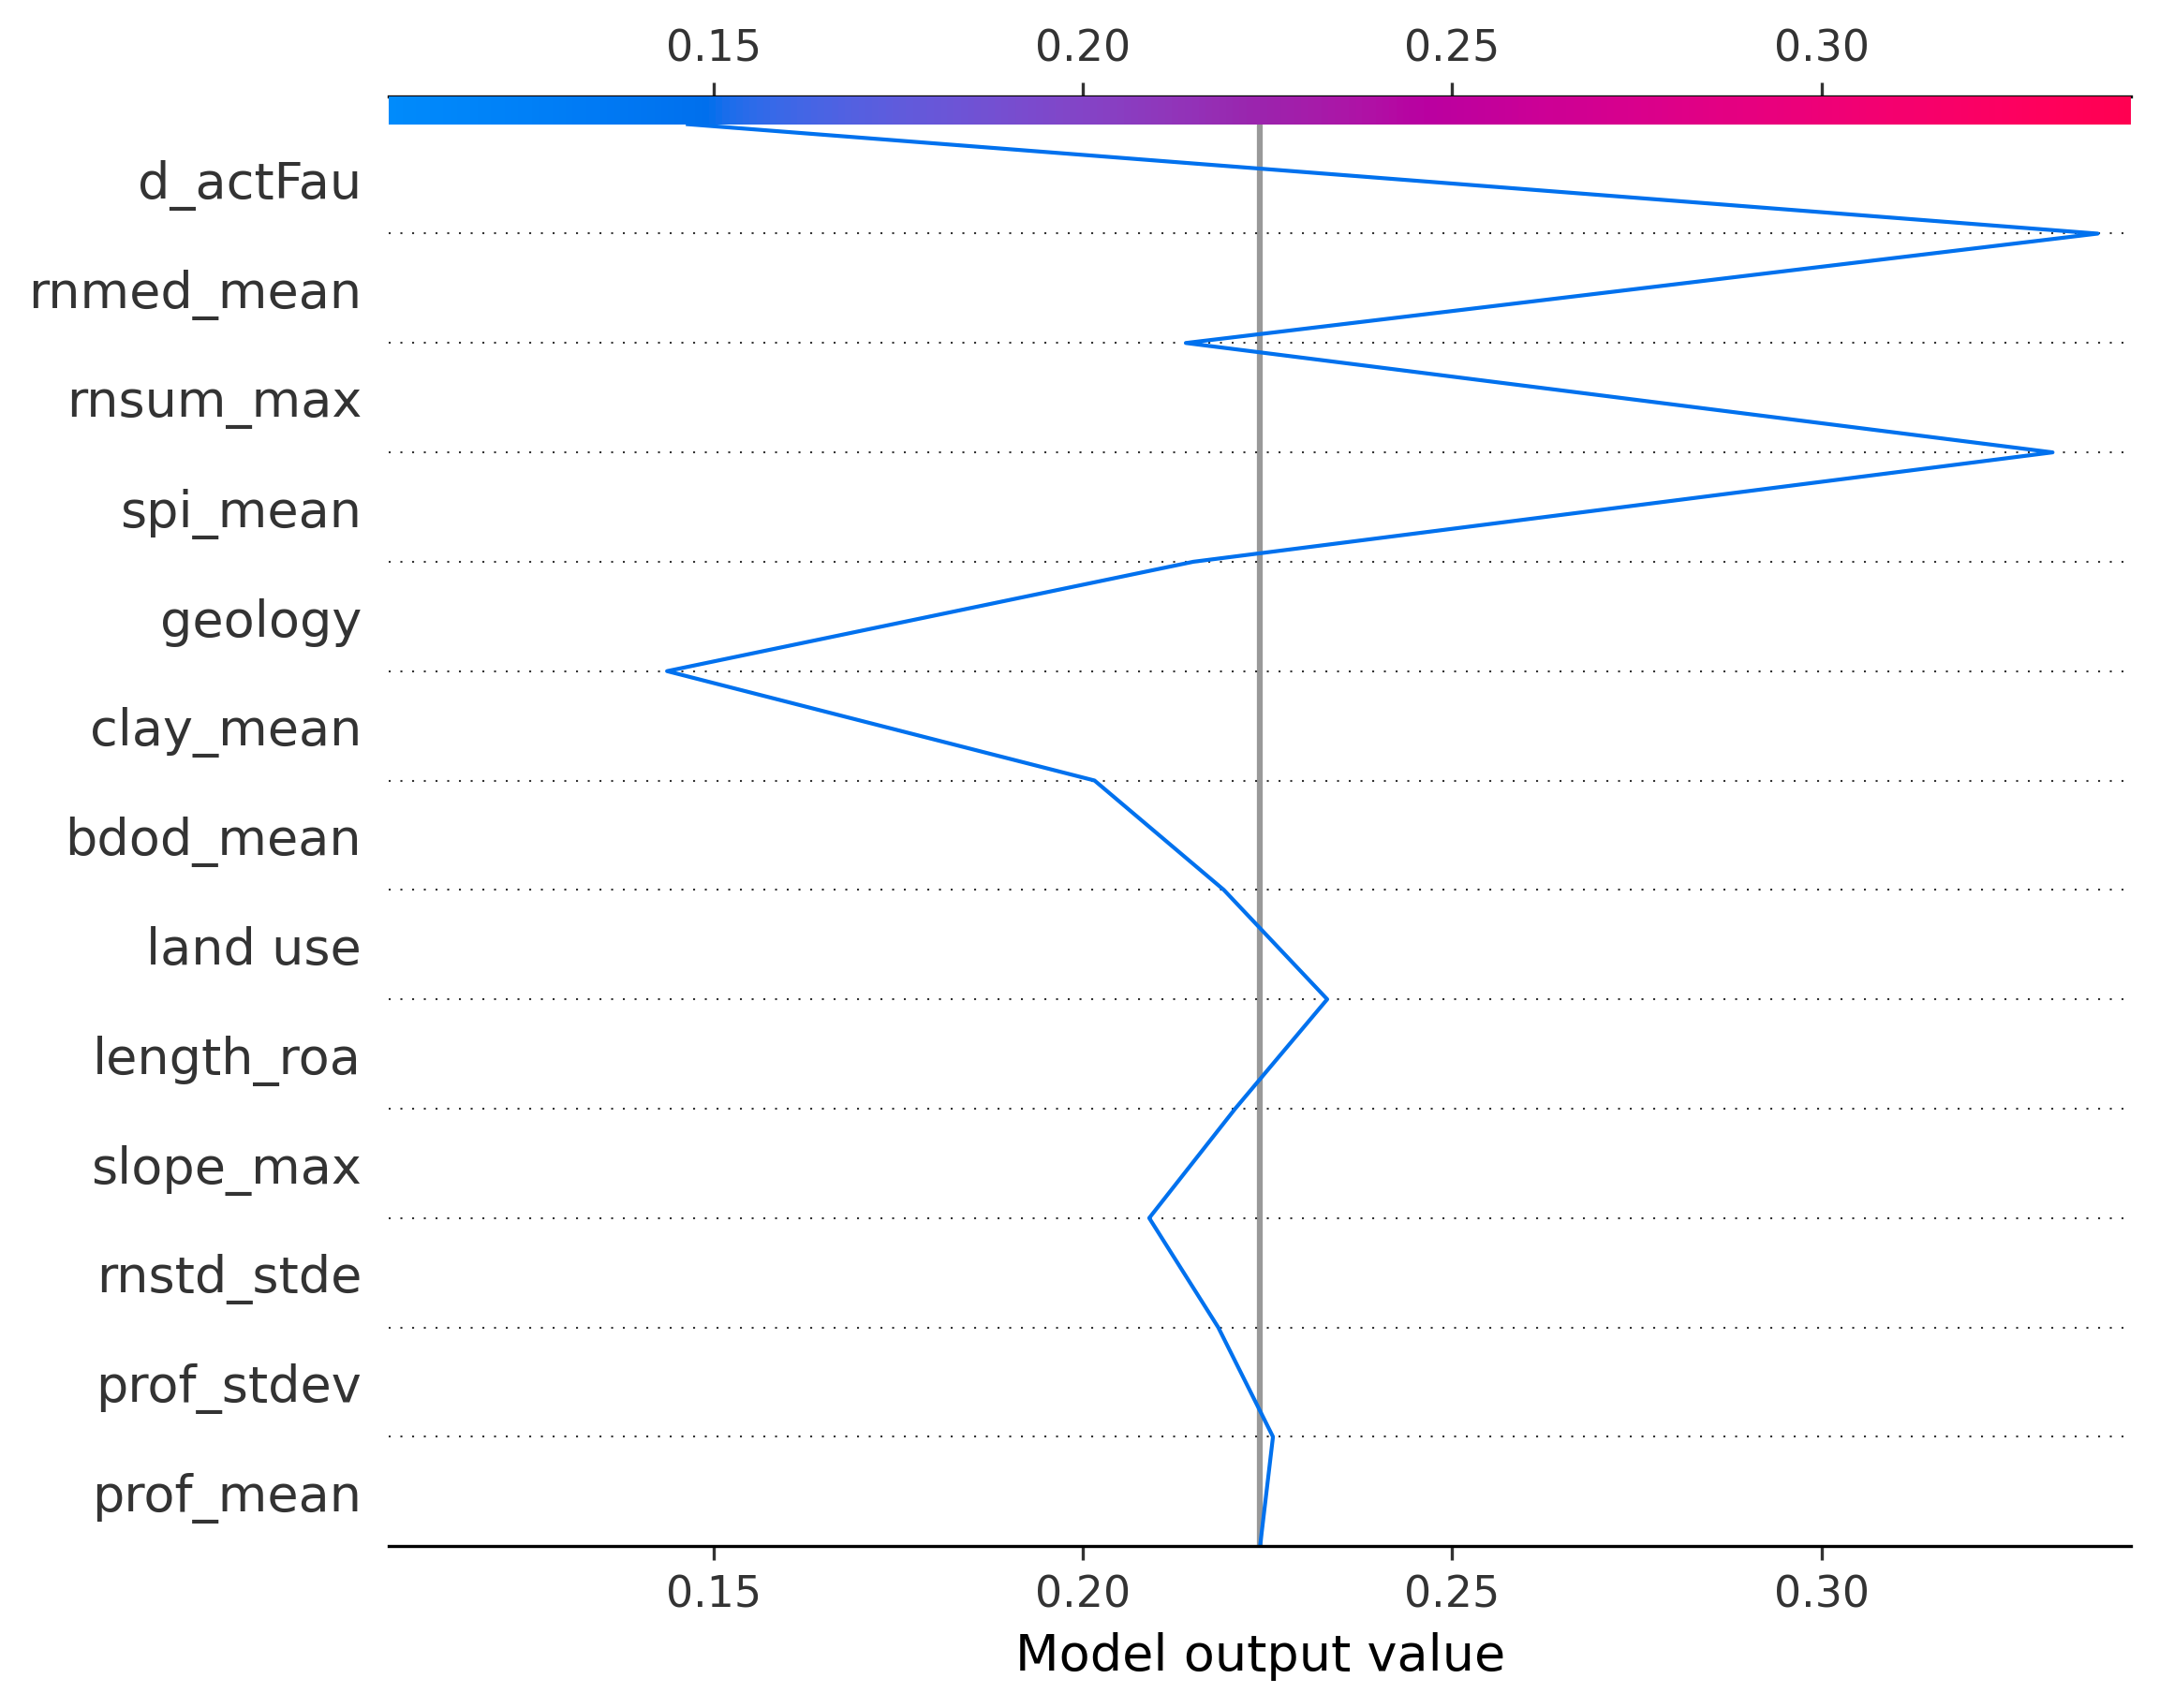 0.15 0.20 0.25 0.30
d_actFau
rnmed_mean
rnsum_max
spi_mean
geology
clay_mean
bdod_mean
land use
length_roa
slope_max
rnstd_stde
prof_stdev
prof_mean
0.15 0.20 0.25 0.30
Model output value